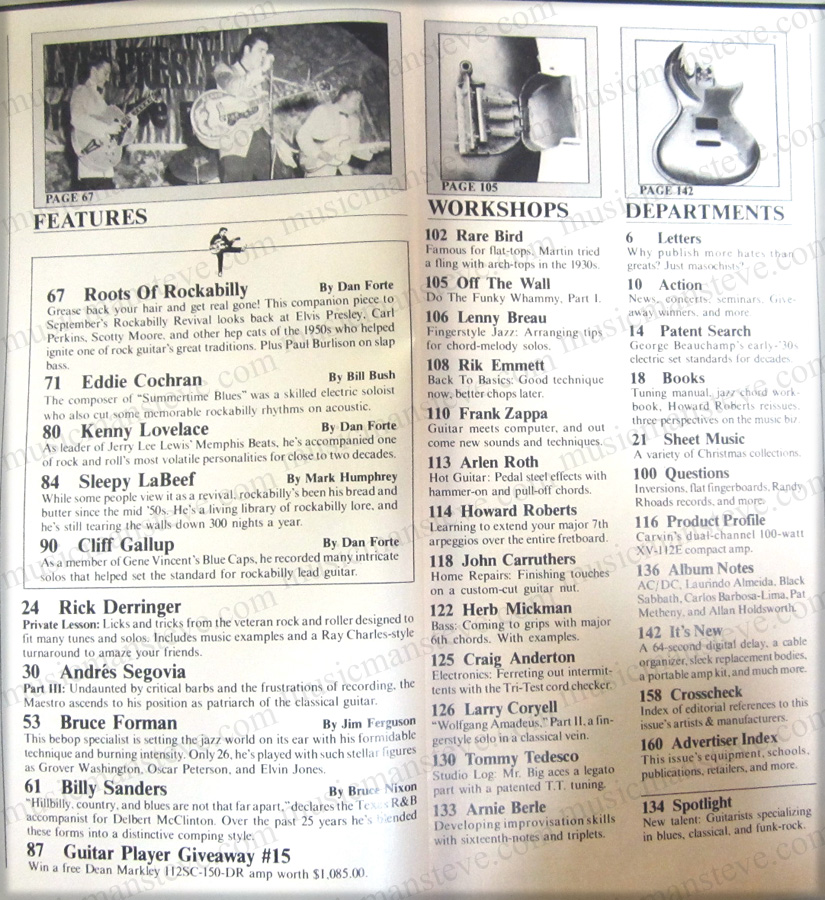 PAGE 67
FEATURES
67 Roots Of Rockabilly By Dan Forte
Grease back your hair and get real gone! This companion piece to
September's Rockabilly Revival looks back at Elvis Presley, Carl
Perkins, Scotty Moore, and other hep cats of the 1950s who helped
ignite one of rock guitar's great traditions. Plus Paul Burlison on slap
bass.
71 Eddie Cochran By Bill Bush
The composer of "Summertime Blues" was a skilled electric soloist
who also cut some memorable rockabilly rhythms on acoustic.
80 Kenny Lovelace By Dan Forte
As leader of Jerry Lee Lewis' Memphis Beats, he's accompanied one
of rock and roll's most volatile personalities for close to two decades.
84 Sleepy LaBeef By Mark Humphrey
While some people view it as a revival, rockabilly's been his bread and
butter since the mid '50s. He's a living library of rockabilly lore, and
he's still tearing the walls down 300 nights a year.
90 Cliff Gallup By Dan Forte
As a member of Gene Vincent's Blue Caps, he recorded many intricate
solos that helped set the standard for rockabilly lead guitar.
24 Rick Derringer
Private Lesson: Licks and tricks from the veteran rock and roller designed to
fit many tunes and solos. Includes music examples and a Ray Charles-style
turnaround to amaze your friends.
30 Andrés Segovia
Part III: Undaunted by critical barbs and the frustrations of recording, the
Maestro ascends to his position as patriarch of the classical guitar.
53 Bruce Forman By Jim Ferguson
This bebop specialist is setting the jazz world on its ear with his formidable
technique and burning intensity. Only 26, he's played with such stellar figures
as Grover Washington, Oscar Peterson, and Elvin Jones.
61 Billy Sanders By Bruce Nixon
"Hillbilly, country, and blues are not that far apart," declares the Texas R&B
accompanist for Delbert McClinton. Over the past 25 years he's blended
these forms into a distinctive comping style.
87 Guitar Player Giveaway #15
Win a free Dean Markley 112SC-150-DR amp worth $1,085.00.
PAGE 105
WORKSHOPS
102 Rare Bird
Famous for flat-tops, Martin tried
a fling with arch-tops in the 1930s.
105 Off The Wall
Do The Funky Whammy, Part I.
106 Lenny Breau
Fingerstyle Jazz: Arranging tips
for chord-melody solos.
108 Rik Emmett
Back To Basics: Good technique
now, better chops later.
110 Frank Zappa
Guitar meets computer, and out
come new sounds and techniques.
113 Arlen Roth
Hot Guitar: Pedal steel effects with
hammer-on and pull-off chords.
114 Howard Roberts
Learning to extend your major 7th
arpeggios over the entire fretboard.
118 John Carruthers
Home Repairs: Finishing touches
on a custom-cut guitar nut.
122 Herb Mickman
Bass: Coming to grips with major
6th chords. With examples.
125 Craig Anderton
Electronics: Ferreting out intermit-
tents with the Tri-Test cord checker.
126 Larry Coryell
"Wolfgang Amadeus," Part II, a fin-
gerstyle solo in a classical vein.
130 Tommy Tedesco
Studio Log: Mr. Big aces a legato
part with a patented T.T. tuning.
133 Arnie Berle
Developing improvisation skills
with sixteenth-notes and triplets.
PAGE 142
DEPARTMENTS
6 Letters
Why publish more hates than
greats? Just masochists?
10 Action
News, concerts, seminars, Give-
away winners, and more.
14 Patent Search
George Beauchamp's early-'30s
electric set standards for decades.
18 Books
Tuning manual, jazz chord work-
book, Howard Roberts reissues,
three perspectives on the music biz.
21 Sheet Music
A variety of Christmas collections.
100 Questions
Inversions, flat fingerboards, Randy
Rhoads records, and more.
116 Product Profile
Carvin's dual-channel 100-watt
XV-112E compact amp.
136 Album Notes
AC/DC, Laurindo Almeida, Black
Sabbath, Carlos Barbosa-Lima, Pat
Metheny, and Allan Holdsworth.
142 It's New
A 64-second digital delay, a cable
organizer, sleek replacement bodies,
a portable amp kit, and much more.
158 Crosscheck
Index of editorial references to this
issue's artists & manufacturers.
160 Advertiser Index
This issue's equipment, schools,
publications, retailers, and more.
134 Spotlight
New talent: Guitarists specializing
in blues, classical, and funk-rock.
musicmansteve.com